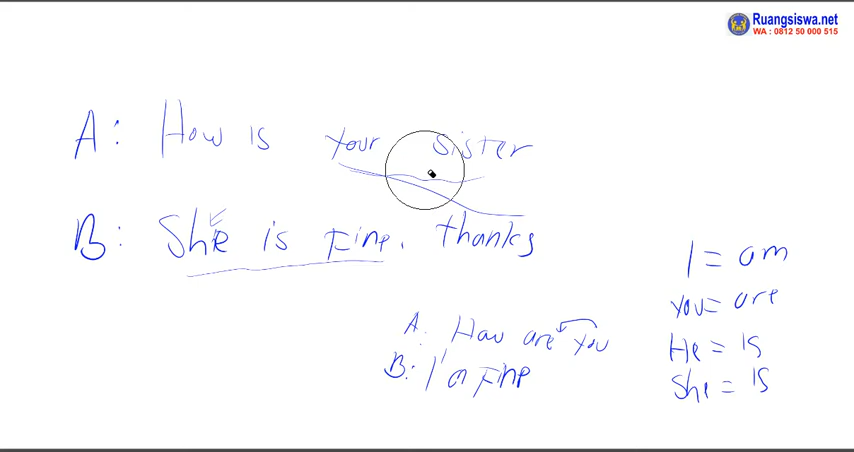 Ruangsiswa.net
WA : 0812 50 000 515
A: How is your sister
B: She is Fine. thanks
A: How are you
B: I'm Fine
I = am
you = are
He = is
She = is